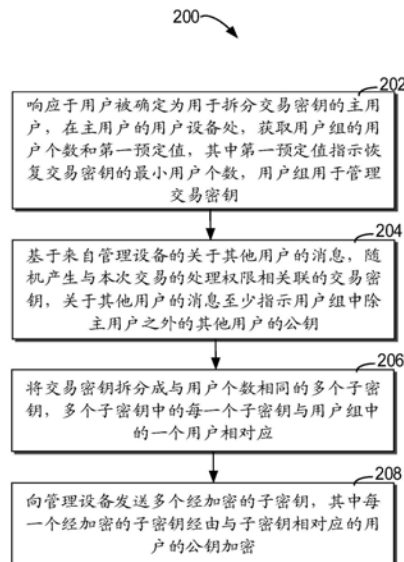 200
202
响应于用户被确定为用于拆分交易密钥的主用
户，在主用户的用户设备处，获取用户组的用
户个数和第一预定值，其中第一预定值指示恢
复交易密钥的最小用户个数，用户组用于管理
交易密钥
204
基于来自管理设备的关于其他用户的消息，随
机产生与本次交易的处理权限相关联的交易密
钥，关于其他用户的消息至少指示用户组中除
主用户之外的其他用户的公钥
206
将交易密钥拆分成与用户个数相同的多个子密
钥，多个子密钥中的每一个子密钥与用户组中
的一个用户相对应
208
向管理设备发送多个经加密的子密钥，其中每
一个经加密的子密钥经由与子密钥相对应的用
户的公钥加密